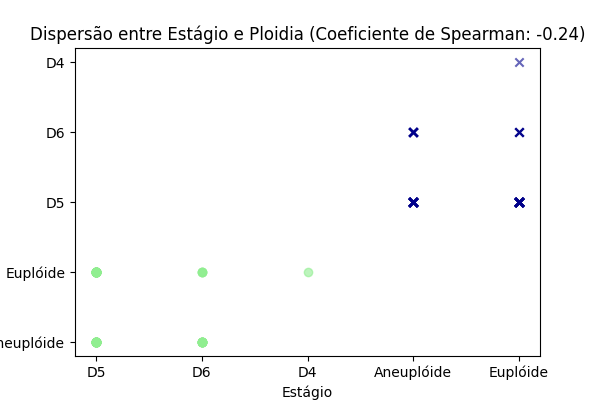 Dispersão entre Estágio e Ploidia (Coeficiente de Spearman: -0.24)
D4
D6
D5
Euplóide
neuplóide
D5 D6 D4 Aneuplóide Euplóide
Estágio